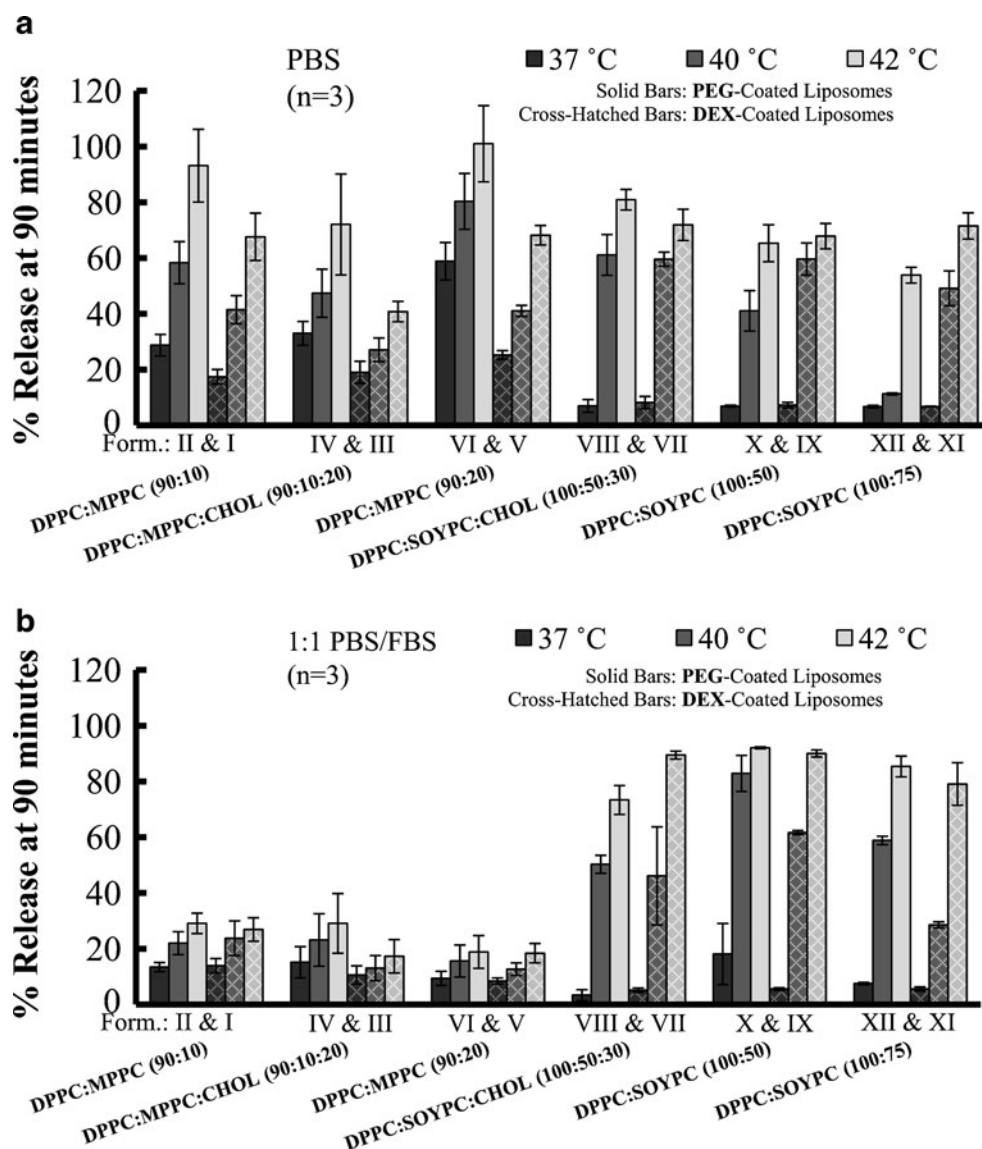 a
PBS
(n=3)
37 ˚C 40 ˚C 42 ˚C
Solid Bars: PEG-Coated Liposomes
Cross-Hatched Bars: DEX-Coated Liposomes
% Release at 90 minutes
120
100
80
60
40
20
0
Form.: II & I IV & III VI & V VIII & VII X & IX XII & XI
DPPC:MPPC (90:10)
DPPC:MPPC:CHOL (90:10:20)
DPPC:MPPC (90:20)
DPPC:SOYPC:CHOL (100:50:30)
DPPC:SOYPC (100:50)
DPPC:SOYPC (100:75)
b
1:1 PBS/FBS
(n=3)
37 ˚C 40 ˚C 42 ˚C
Solid Bars: PEG-Coated Liposomes
Cross-Hatched Bars: DEX-Coated Liposomes
% Release at 90 minutes
120
100
80
60
40
20
0
Form.: II & I IV & III VI & V VIII & VII X & IX XII & XI
DPPC:MPPC (90:10)
DPPC:MPPC:CHOL (90:10:20)
DPPC:MPPC (90:20)
DPPC:SOYPC:CHOL (100:50:30)
DPPC:SOYPC (100:50)
DPPC:SOYPC (100:75)